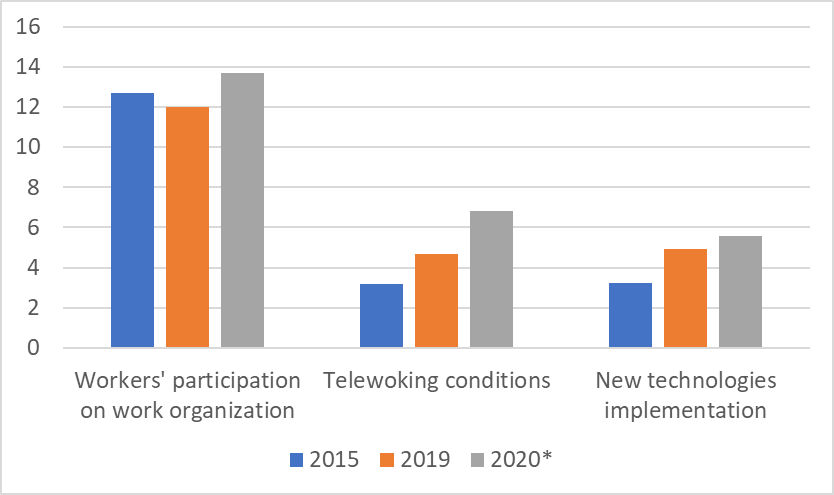 16
14
12
10
8
6
4
2
0
Workers' participation
on work organization
Telewoking conditions
New technologies
implementation
2015 2019 2020*